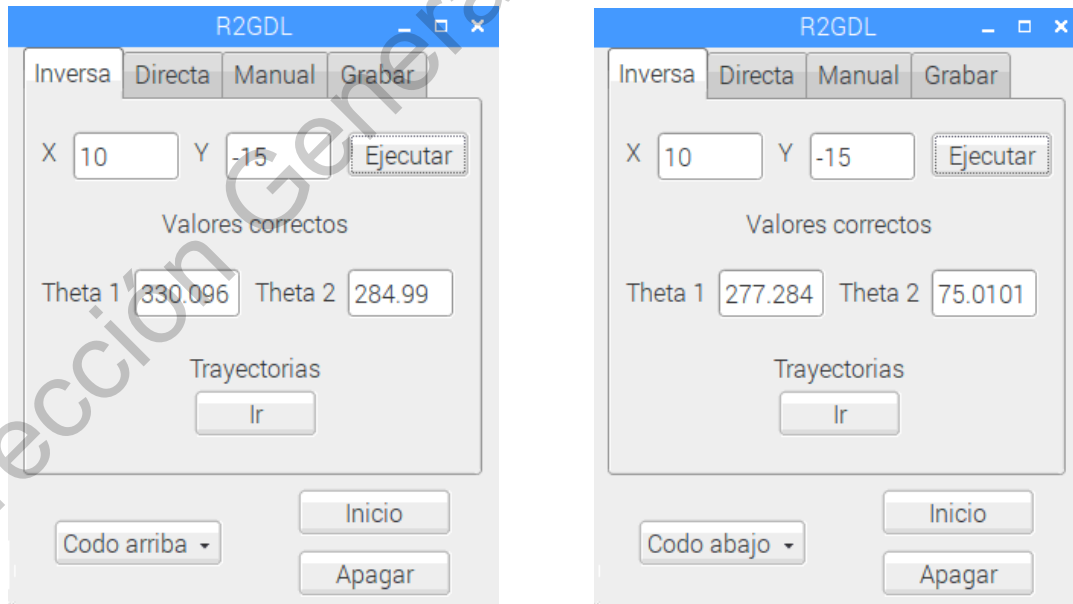 R2GDL
Inversa Directa Manual Grabar
X 10 Y -15 Ejecutar
Valores correctos
Theta 1 330.096 Theta 2 284.99
Trayectorias
Ir
Inicio
Codo arriba
Apagar
R2GDL
Inversa Directa Manual Grabar
X 10 Y -15 Ejecutar
Valores correctos
Theta 1 277.284 Theta 2 75.0101
Trayectorias
Ir
Inicio
Codo abajo
Apagar
ección Genera